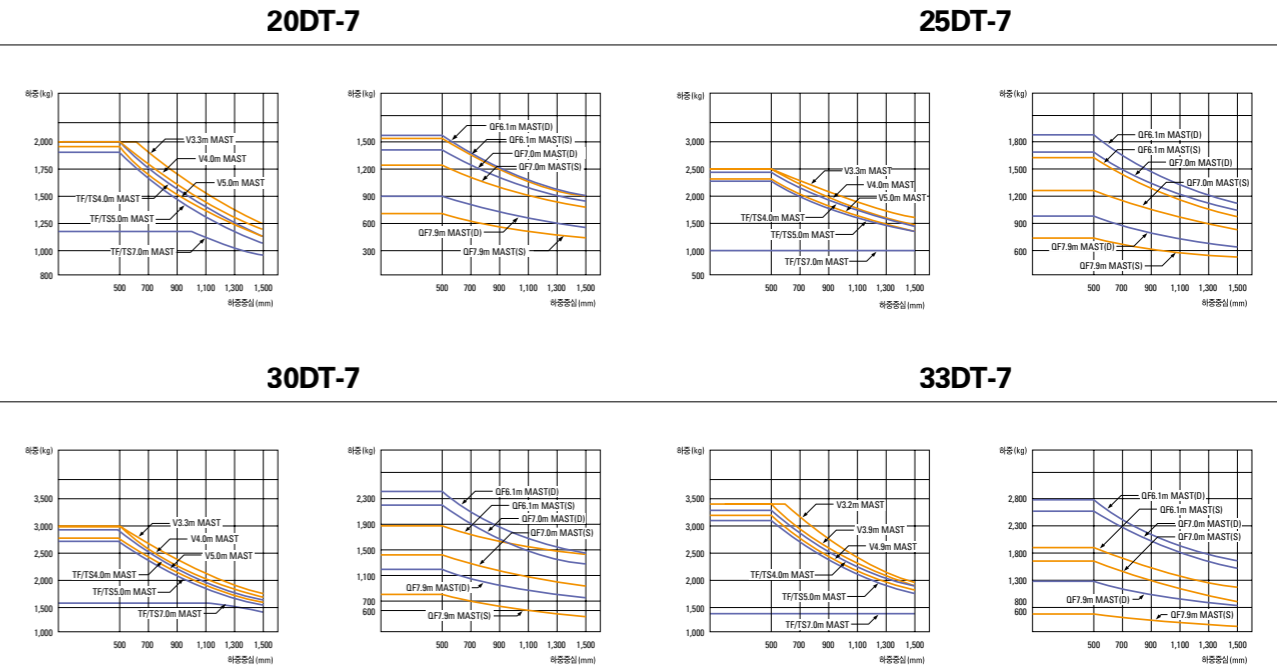 20DT-7
25DT-7
하중(kg)
2,000
1,750
1,500
1,250
1,000
800
V3.3m MAST
V4.0m MAST
V5.0m MAST
TF/TS4.0m MAST
TF/TS5.0m MAST
TF/TS7.0m MAST
500 700 900 1,100 1,300 1,500
하중중심(mm)
하중(kg)
1,500
1,200
900
600
300
QF6.1m MAST(D)
QF6.1m MAST(S)
QF7.0m MAST(D)
QF7.0m MAST(S)
QF7.9m MAST(D)
QF7.9m MAST(S)
500 700 900 1,100 1,300 1,500
하중중심(mm)
하중(kg)
3,000
2,500
2,000
1,500
1,000
500
V3.3m MAST
V4.0m MAST
V5.0m MAST
TF/TS4.0m MAST
TF/TS5.0m MAST
TF/TS7.0m MAST
500 700 900 1,100 1,300 1,500
하중중심(mm)
하중(kg)
1,800
1,500
1,200
900
600
QF6.1m MAST(D)
QF6.1m MAST(S)
QF7.0m MAST(D)
QF7.0m MAST(S)
QF7.9m MAST(D)
QF7.9m MAST(S)
500 700 900 1,100 1,300 1,500
하중중심(mm)
30DT-7
33DT-7
하중(kg)
3,500
3,000
2,500
2,000
1,500
1,000
V3.3m MAST
V4.0m MAST
V5.0m MAST
TF/TS4.0m MAST
TF/TS5.0m MAST
TF/TS7.0m MAST
500 700 900 1,100 1,300 1,500
하중중심(mm)
하중(kg)
2,300
1,900
1,500
1,100
700
600
QF6.1m MAST(D)
QF6.1m MAST(S)
QF7.0m MAST(D)
QF7.0m MAST(S)
QF7.9m MAST(D)
QF7.9m MAST(S)
500 700 900 1,100 1,300 1,500
하중중심(mm)
하중(kg)
3,500
3,000
2,500
2,000
1,500
1,000
V3.2m MAST
V3.9m MAST
V4.9m MAST
TF/TS4.0m MAST
TF/TS5.0m MAST
TF/TS7.0m MAST
500 700 900 1,100 1,300 1,500
하중중심(mm)
하중(kg)
2,800
2,300
1,800
1,300
800
600
QF6.1m MAST(D)
QF6.1m MAST(S)
QF7.0m MAST(D)
QF7.0m MAST(S)
QF7.9m MAST(D)
QF7.9m MAST(S)
500 700 900 1,100 1,300 1,500
하중중심(mm)